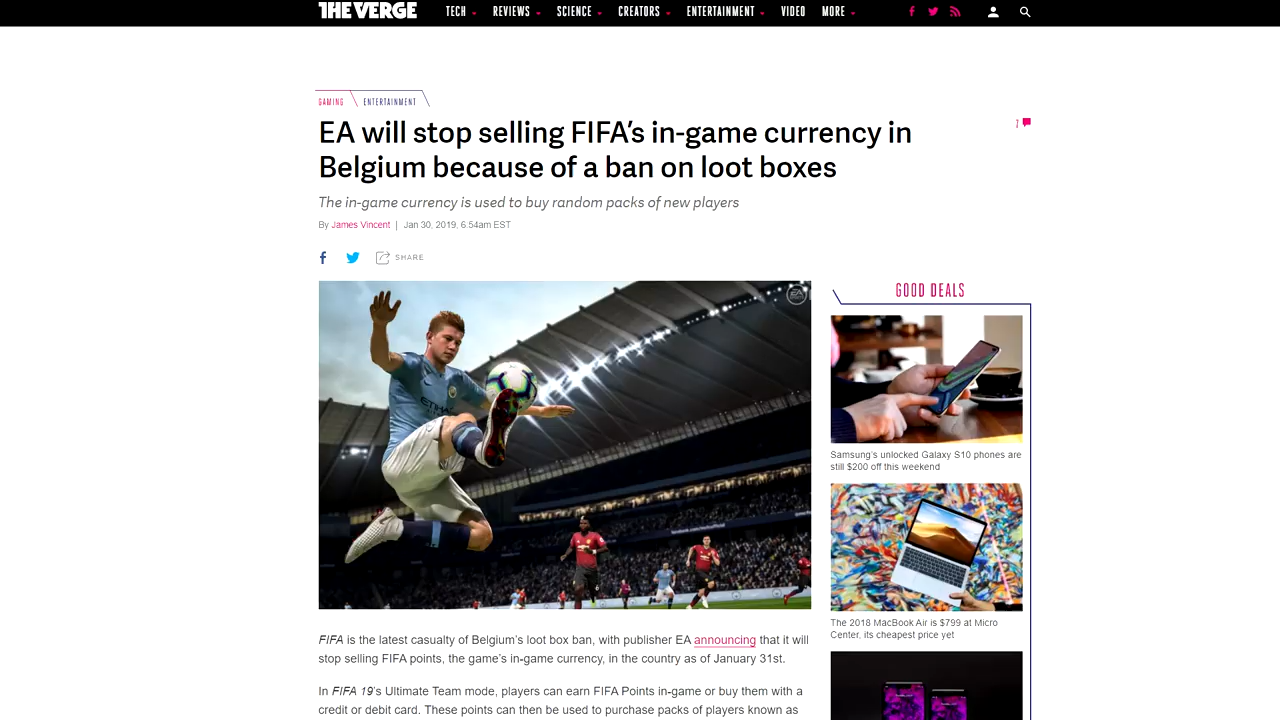 THE VERGE
TECH REVIEWS SCIENCE CREATORS ENTERTAINMENT VIDEO MORE
GAMING ENTERTAINMENT
EA will stop selling FIFA's in-game currency in
Belgium because of a ban on loot boxes
7
The in-game currency is used to buy random packs of new players
By James Vincent | Jan 30, 2019, 6:54am EST
SHARE
EA
ETIHAD
FIFA is the latest casualty of Belgium's loot box ban, with publisher EA announcing that it will
stop selling FIFA points, the game's in-game currency, in the country as of January 31st.
In FIFA 19's Ultimate Team mode, players can earn FIFA Points in-game or buy them with a
credit or debit card. These points can then be used to purchase packs of players known as
GOOD DEALS
Samsung's unlocked Galaxy S10 phones are
still $200 off this weekend
The 2018 MacBook Air is $799 at Micro
Center, its cheapest price yet